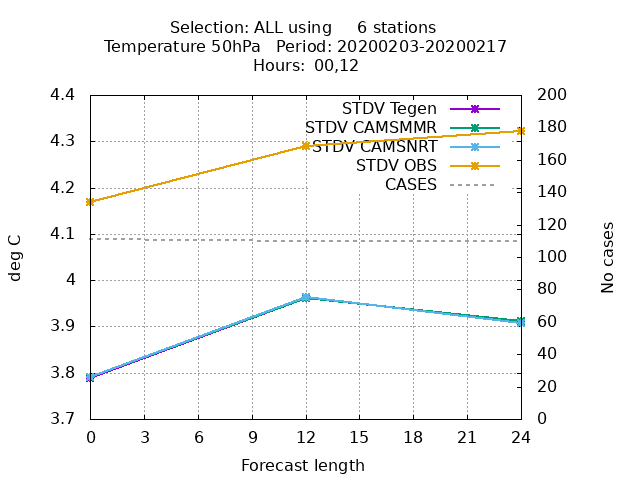 Selection: ALL using     6 stations
Temperature 50hPa   Period: 20200203-20200217
Hours:  00,12
4.4
4.3
4.2
4.1
4
3.9
3.8
3.7
200
180
160
140
120
100
80
60
40
20
0
STDV Tegen
STDV CAMSMMR
STDV CAMSNRT
STDV OBS
CASES
deg C
No cases
0 3 6 9 12 15 18 21 24
Forecast length